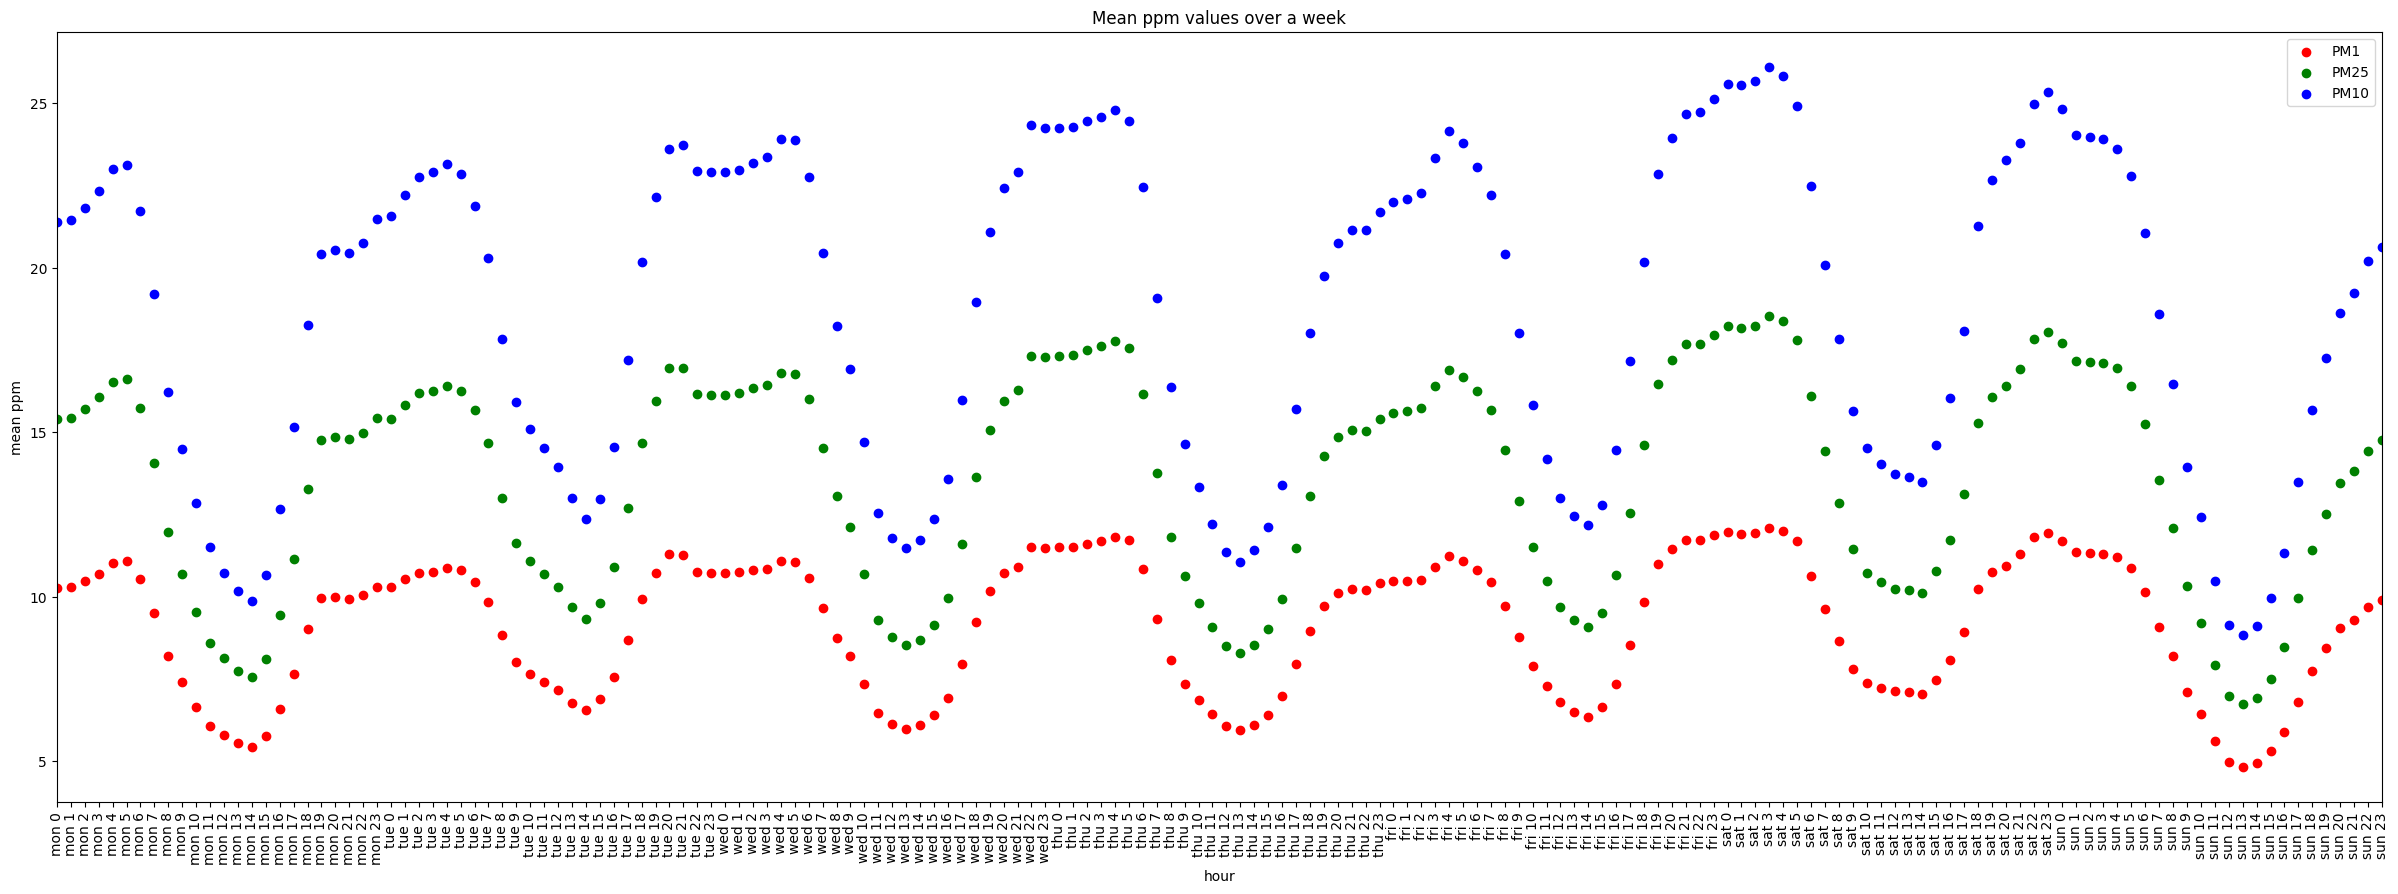 Mean ppm values over a week
PM1
PM25
PM10
25
20
15
10
5
mean ppm
mon 0
mon 1
mon 2
mon 3
mon 4
mon 5
mon 6
mon 7
mon 8
mon 9
mon 10
mon 11
mon 12
mon 13
mon 14
mon 15
mon 16
mon 17
mon 18
mon 19
mon 20
mon 21
mon 22
mon 23
tue 0
tue 1
tue 2
tue 3
tue 4
tue 5
tue 6
tue 7
tue 8
tue 9
tue 10
tue 11
tue 12
tue 13
tue 14
tue 15
tue 16
tue 17
tue 18
tue 19
tue 20
tue 21
tue 22
tue 23
wed 0
wed 1
wed 2
wed 3
wed 4
wed 5
wed 6
wed 7
wed 8
wed 9
wed 10
wed 11
wed 12
wed 13
wed 14
wed 15
wed 16
wed 17
wed 18
wed 19
wed 20
wed 21
wed 22
wed 23
thu 0
thu 1
thu 2
thu 3
thu 4
thu 5
thu 6
thu 7
thu 8
thu 9
thu 10
thu 11
thu 12
thu 13
thu 14
thu 15
thu 16
thu 17
thu 18
thu 19
thu 20
thu 21
thu 22
thu 23
fri 0
fri 1
fri 2
fri 3
fri 4
fri 5
fri 6
fri 7
fri 8
fri 9
fri 10
fri 11
fri 12
fri 13
fri 14
fri 15
fri 16
fri 17
fri 18
fri 19
fri 20
fri 21
fri 22
fri 23
sat 0
sat 1
sat 2
sat 3
sat 4
sat 5
sat 6
sat 7
sat 8
sat 9
sat 10
sat 11
sat 12
sat 13
sat 14
sat 15
sat 16
sat 17
sat 18
sat 19
sat 20
sat 21
sat 22
sat 23
sun 0
sun 1
sun 2
sun 3
sun 4
sun 5
sun 6
sun 7
sun 8
sun 9
sun 10
sun 11
sun 12
sun 13
sun 14
sun 15
sun 16
sun 17
sun 18
sun 19
sun 20
sun 21
sun 22
sun 23
hour